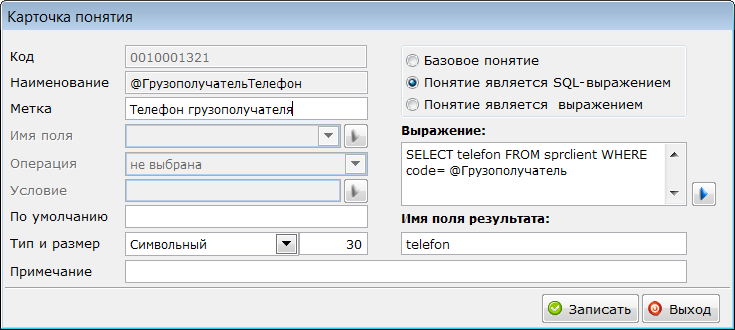 Карточка понятия
Код 0010001321
Наименование @ГрузополучательТелефон
Метка Телефон грузополучателя
Имя поля
Операция не выбрана
Условие
По умолчанию
Тип и размер Символьный 30
Примечание
Базовое понятие
Понятие является SQL-выражением
Понятие является выражением
Выражение:
SELECT telefon FROM sprclient WHERE
code= @Грузополучатель
Имя поля результата:
telefon
Записать Выход